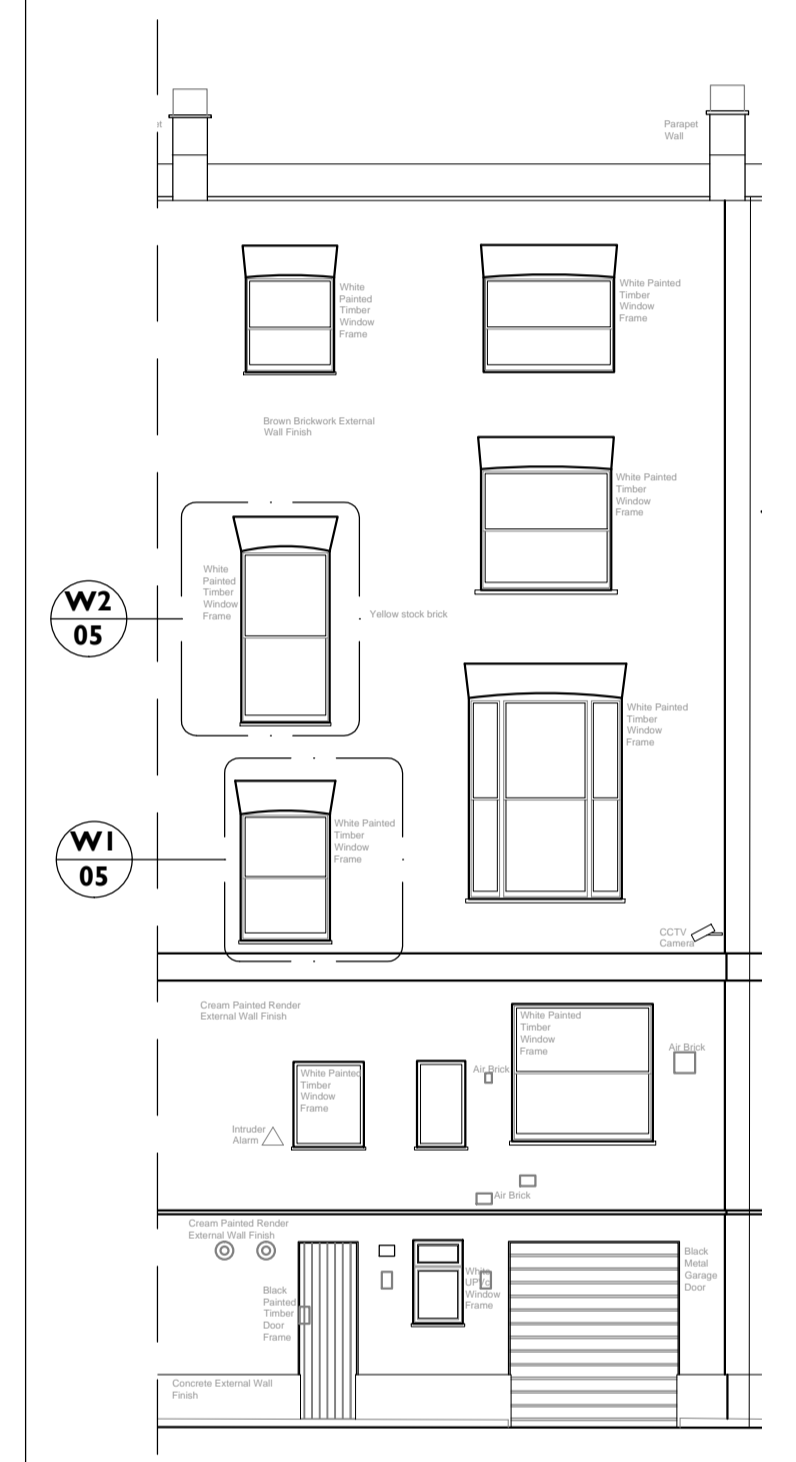 Parapet
Wall
White
Painted
Timber
Window
Frame
White Painted
Timber
Window
Frame
Brown Brickwork External
Wall Finish
White Painted
Timber
Window
Frame
W2
05
White
Painted
Timber
Window
Frame
Yellow stock brick
White Painted
Timber
Window
Frame
W1
05
White Painted
Timber
Window
Frame
CCTV
Camera
Cream Painted Render
External Wall Finish
White Painted
Timber
Window
Frame
Air Brick
Air Brick
White Painted
Timber
Window
Frame
Intruder
Alarm
Air Brick
Cream Painted Render
External Wall Finish
Black
Painted
Timber
Door
Frame
White
UPVc
Window
Frame
Black
Metal
Garage
Door
Concrete External Wall
Finish